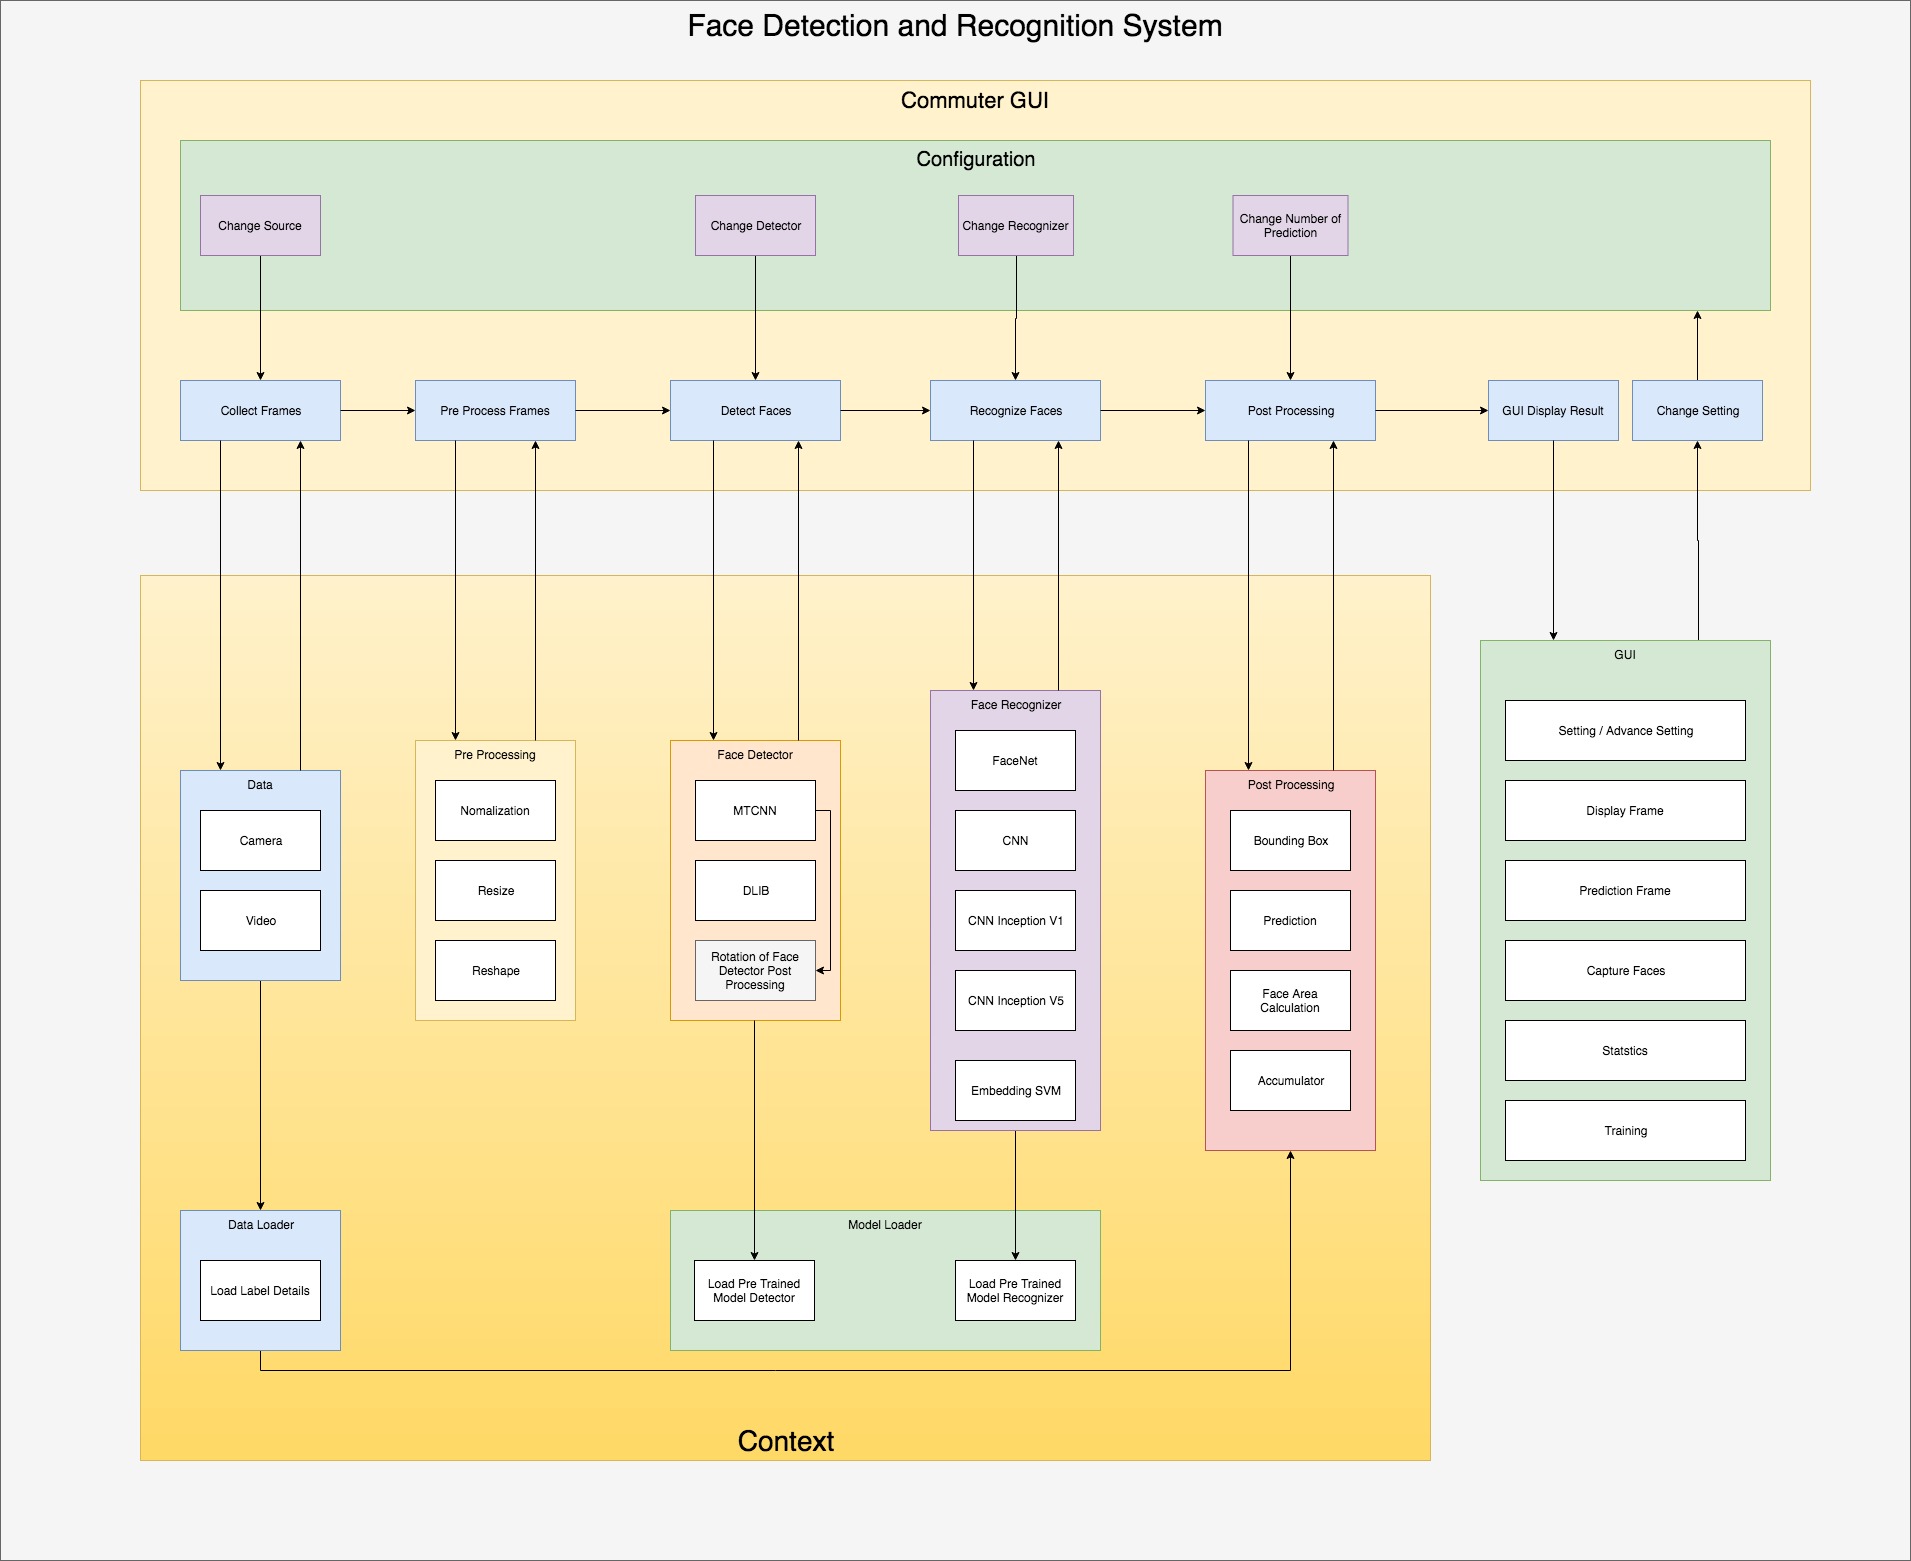 Face Detection and Recognition System
Commuter GUI
Configuration
Change Source
Change Detector
Change Recognizer
Change Number of
Prediction
Collect Frames
Pre Process Frames
Detect Faces
Recognize Faces
Post Processing
GUI Display Result
Change Setting
Data
Camera
Video
Pre Processing
Nomalization
Resize
Reshape
Face Detector
MTCNN
DLIB
Rotation of Face
Detector Post
Processing
Face Recognizer
FaceNet
CNN
CNN Inception V1
CNN Inception V5
Embedding SVM
Post Processing
Bounding Box
Prediction
Face Area
Calculation
Accumulator
GUI
Setting / Advance Setting
Display Frame
Prediction Frame
Capture Faces
Statstics
Training
Data Loader
Load Label Details
Model Loader
Load Pre Trained
Model Detector
Load Pre Trained
Model Recognizer
Context